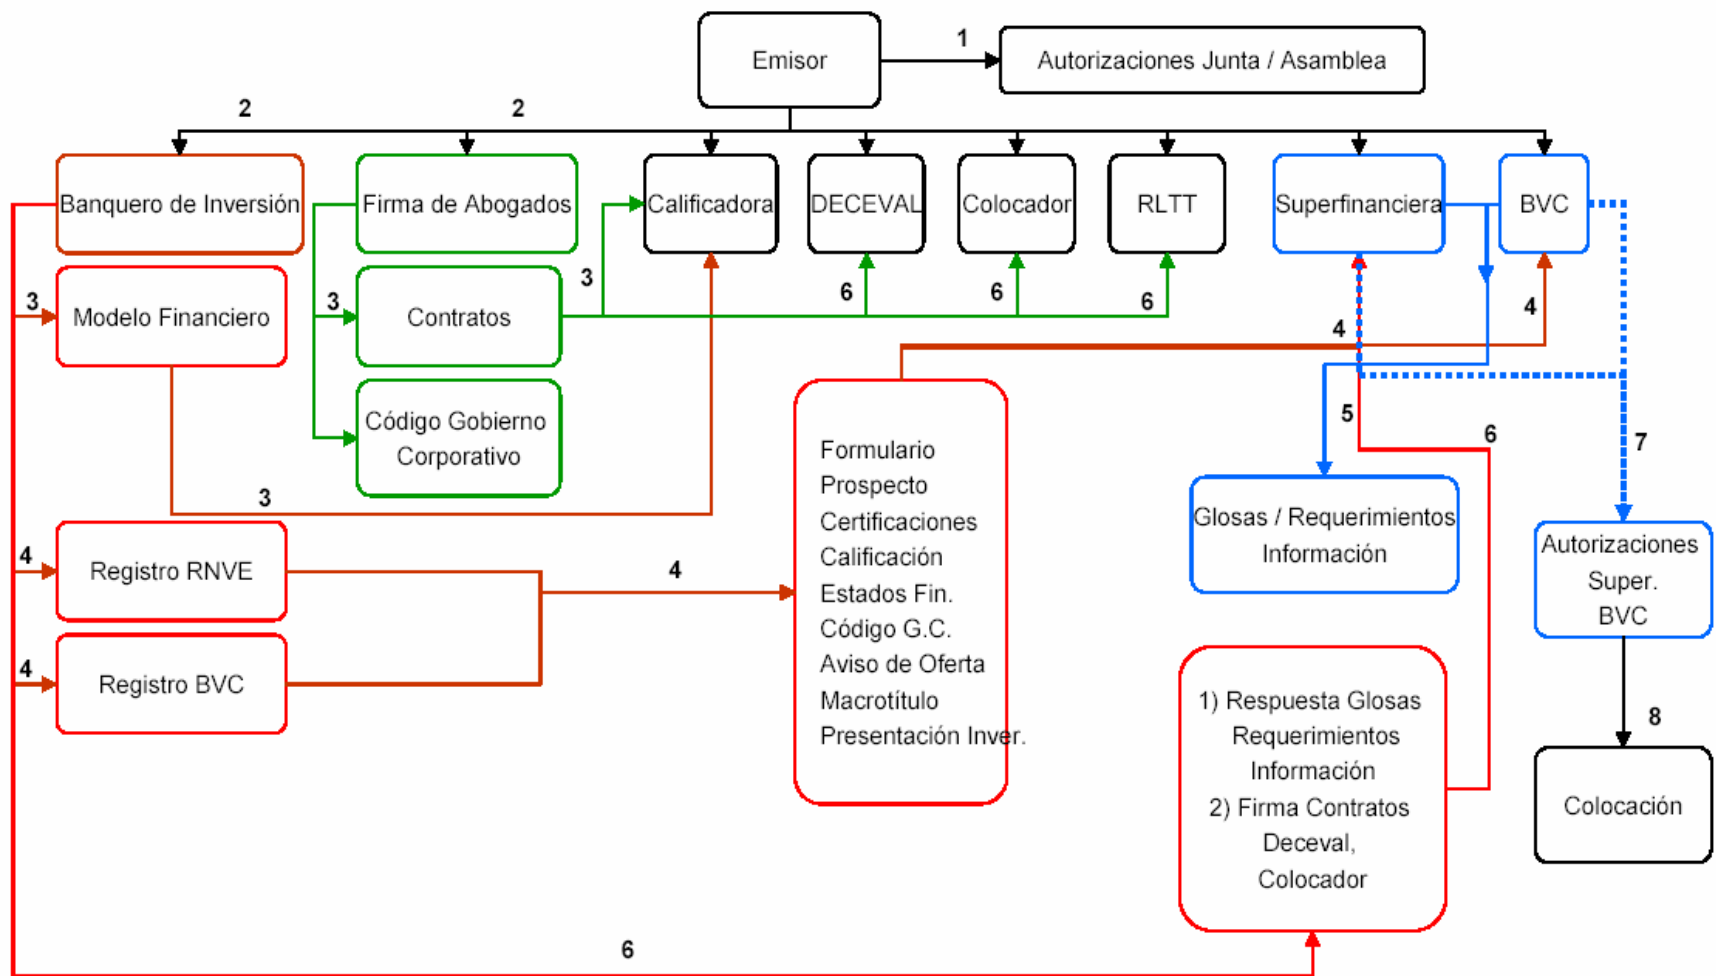 Emisor
1
Autorizaciones Junta / Asamblea
2
2
Banquero de Inversión
Firma de Abogados
Calificadora
DECEVAL
Colocador
RLTT
Superfinanciera
BVC
3
Modelo Financiero
3
Contratos
3
6
6
6
4
4
Código Gobierno
Corporativo
3
5
6
7
Formulario
Prospecto
Certificaciones
Calificación
Estados Fin.
Código G.C.
Aviso de Oferta
Macrotítulo
Presentación Inver.
Glosas / Requerimientos
Información
Autorizaciones
Super.
BVC
4
Registro RNVE
4
4
Registro BVC
1) Respuesta Glosas
Requerimientos
Información
2) Firma Contratos
Deceval,
Colocador
8
Colocación
6